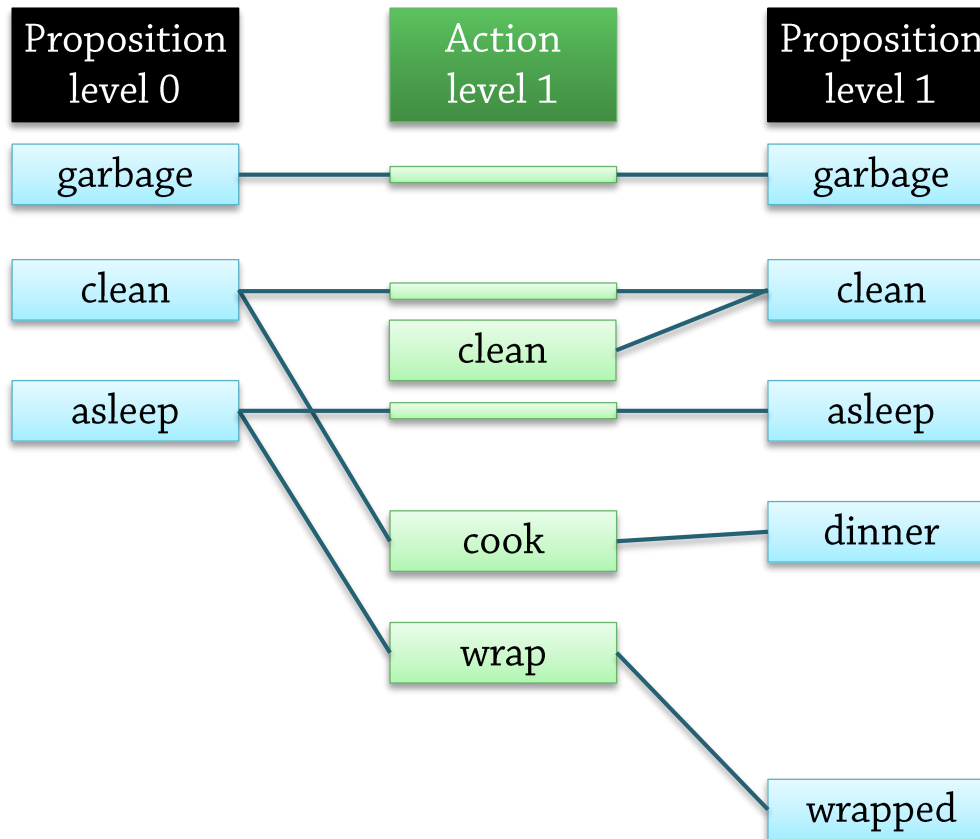 Proposition
level 0
Action
level 1
Proposition
level 1
garbage
garbage
clean
clean
clean
asleep
asleep
cook
dinner
wrap
wrapped